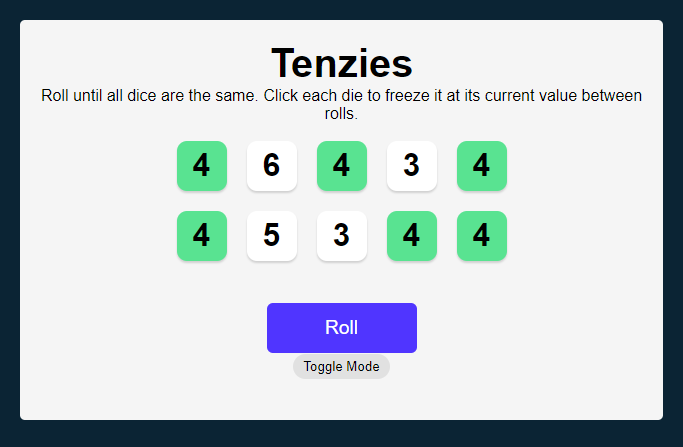 Tenzies
Roll until all dice are the same. Click each die to freeze it at its current value between
rolls.
4 6 4 3 4
4 5 3 4 4
Roll
Toggle Mode